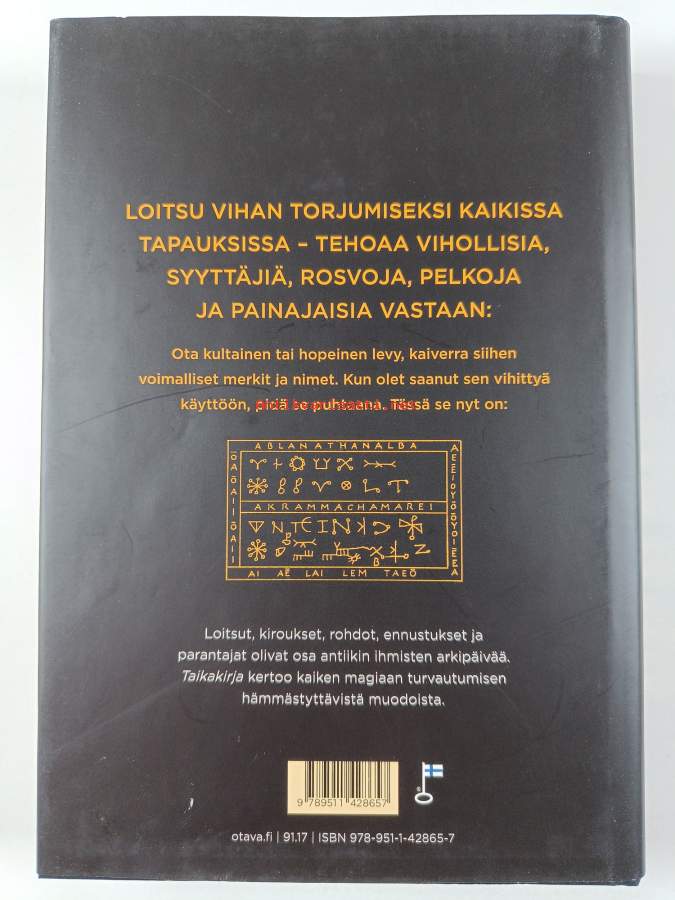 LOITSU VIHAN TORJUMISEKSI KAIKISSA
TAPAUKSISSA – TEHOAA VIHOLLISIA,
SYYTTÄJIÄ, ROSVOJA, PELKOJA
JA PAINAJAISIA VASTAAN:
Ota kultainen tai hopeinen levy, kaiverra siihen
voimalliset merkit ja nimet. Kun olet saanut sen vihittyä
käyttöön, pidä se puhtaana. Tässä se nyt on:
ABLANATHANALBA
AKRAMMACHAMAREI
AI AĒ LAI LEM TAEŌ
Loitsut, kiroukset, rohdot, ennustukset ja
parantajat olivat osa antiikin ihmisten arkipäivää.
Taikakirja kertoo kaiken magiaan turvautumisen
hämmästyttävistä muodoista.
9 789511 428657
otava.fi | 91.17 | ISBN 978-951-1-42865-7